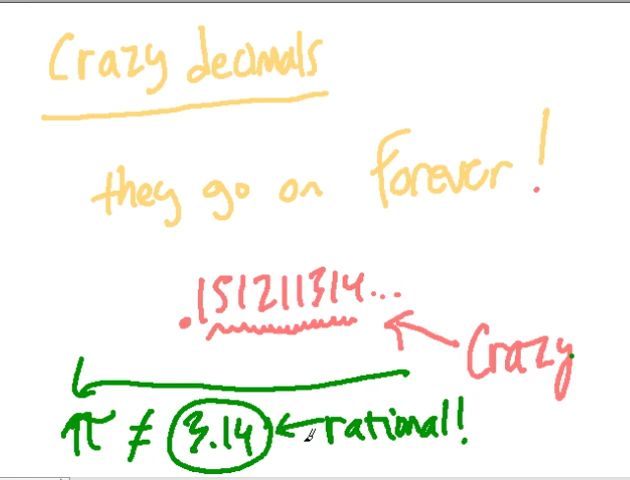 Crazy decimals
they go on Forever!
.151211314...
Crazy
π ≠ 3.14 ← rational!